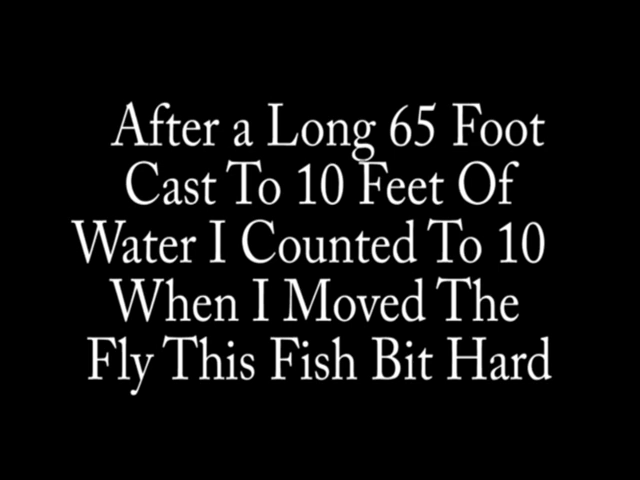 After a Long 65 Foot
Cast To 10 Feet Of
Water I Counted To 10
When I Moved The
Fly This Fish Bit Hard